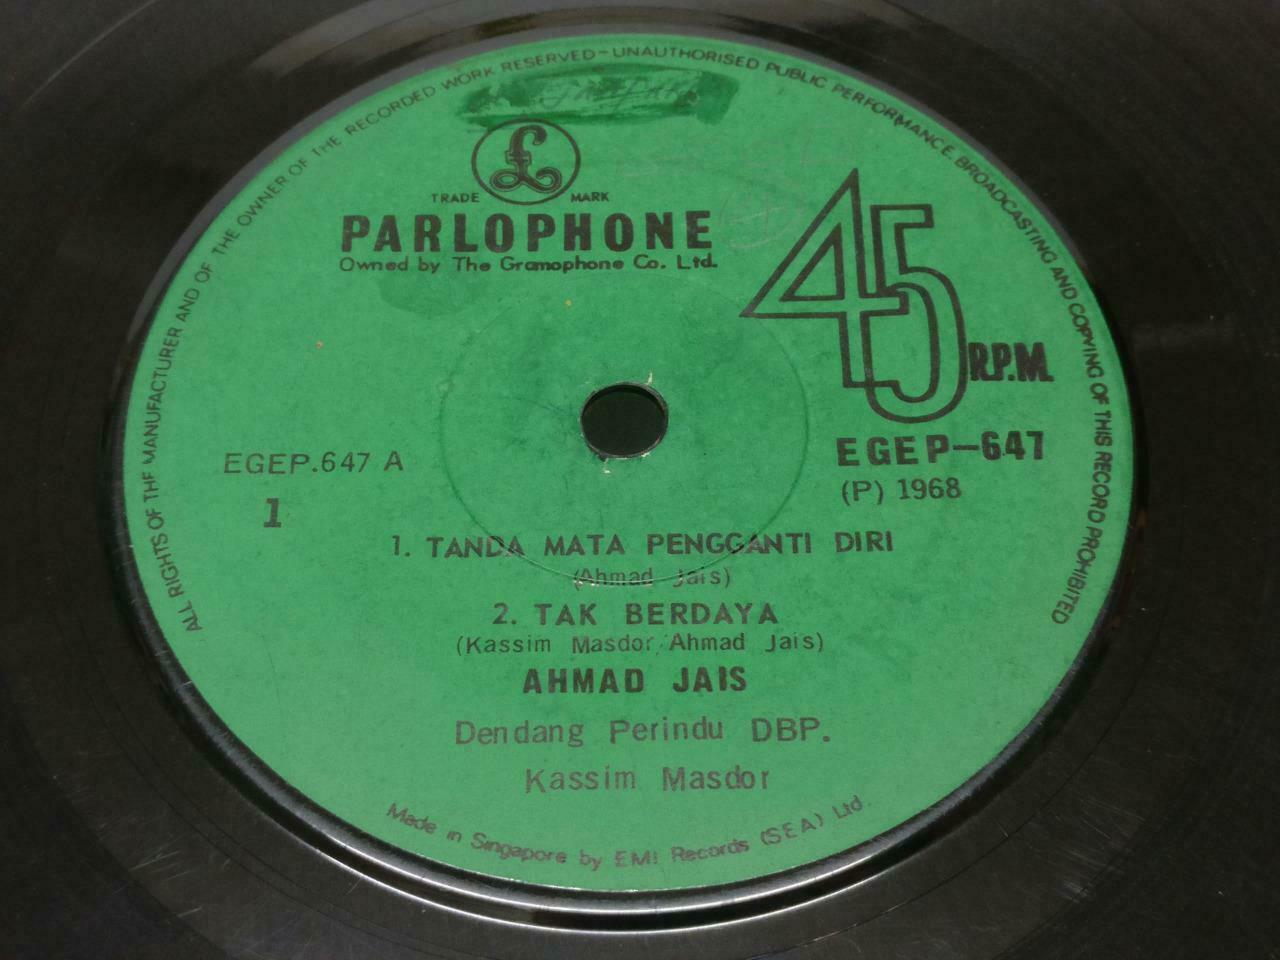 ALL RIGHTS OF THE MANUFACTURER AND OF THE OWNER OF THE RECORDED WORK RESERVED-UNAUTHORISED PUBLIC PERFORMANCE, BROADCASTING AND COPYING OF THIS RECORD PROHIBITED
£
TRADE MARK
PARLOPHONE
Owned by The Gramophone Co. Ltd.
45 R.P.M.
EGEP.647 A
1
EGEP-647
(P) 1968
1. TANDA MATA PENGGANTI DIRI
(Ahmad Jais)
2. TAK BERDAYA
(Kassim Masdor/Ahmad Jais)
AHMAD JAIS
Dendang Perindu DBP.
Kassim Masdor
Made in Singapore by EMI Records (SEA) Ltd.